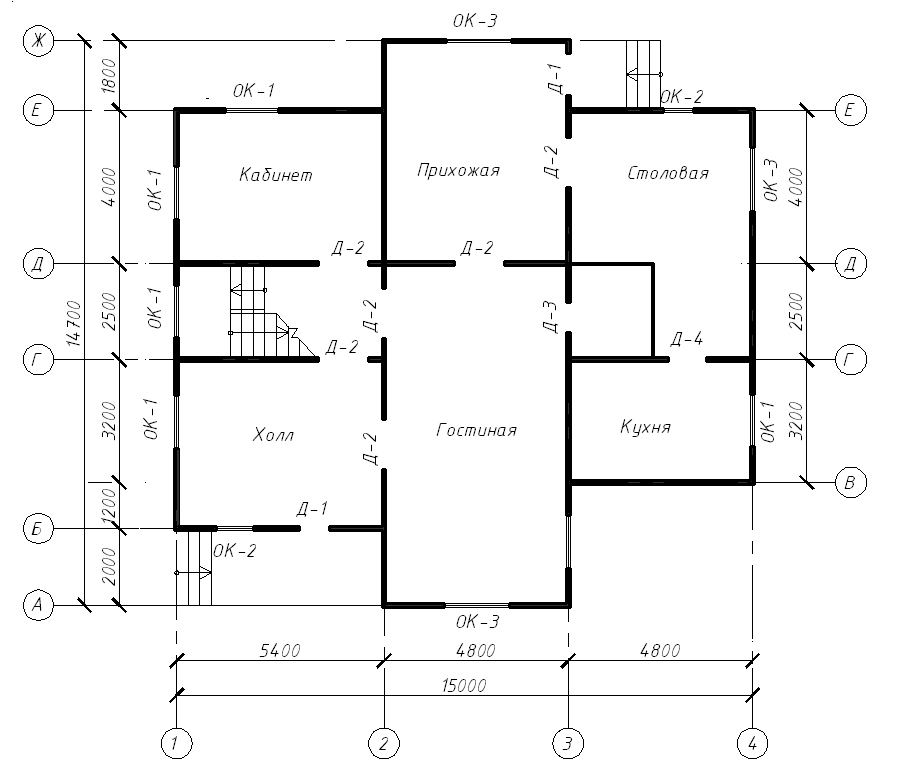 ОК-3
Ж
Д-1
1800
ОК-1
ОК-2
Е
Е
Д-2
Кабинет
Прихожая
Столовая
ОК-1
ОК-3
4000
4000
Д-2
Д-2
Д
Д
14700
2500
ОК-1
Д-2
Д-3
2500
Д-2
Д-4
Г
Г
3200
ОК-1
Холл
Д-2
Гостиная
Кухня
ОК-1
3200
В
1200
Д-1
Б
ОК-2
2000
А
ОК-3
5400
4800
4800
15000
1
2
3
4